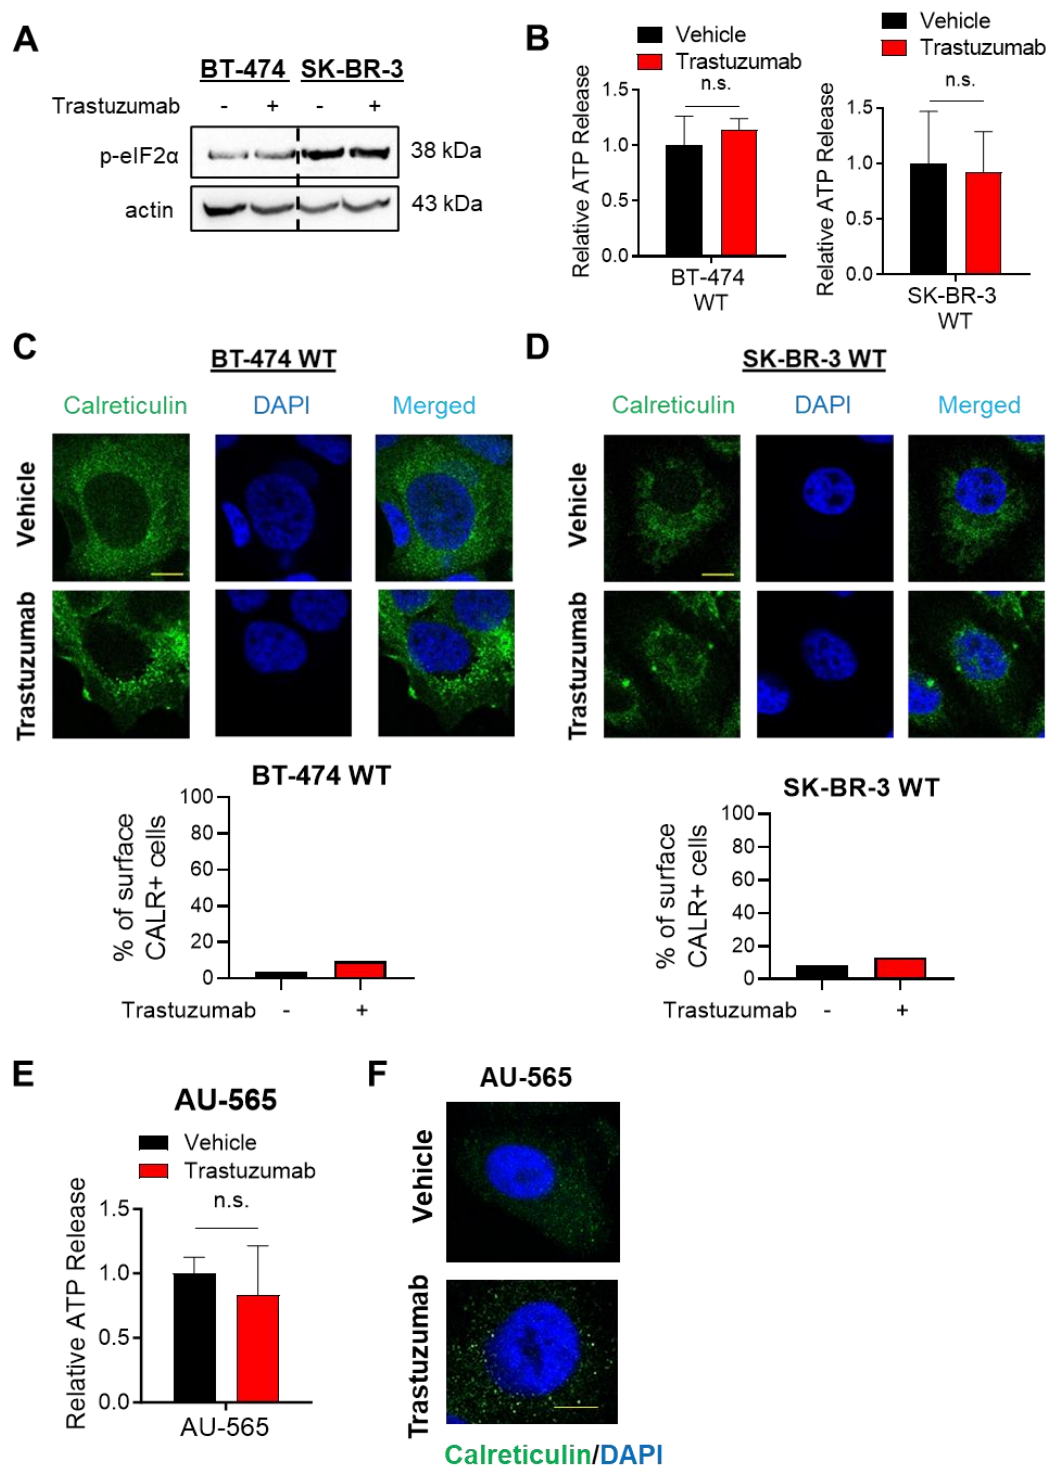 A
BT-474 SK-BR-3
Trastuzumab - + - +
p-eIF2α 38 kDa
actin 43 kDa
B
Vehicle
Trastuzumab
n.s.
Relative ATP Release
1.5
1.0
0.5
0.0
BT-474
WT
Vehicle
Trastuzumab
n.s.
Relative ATP Release
1.5
1.0
0.5
0.0
SK-BR-3
WT
C
BT-474 WT
Calreticulin DAPI Merged
Vehicle
Trastuzumab
BT-474 WT
% of surface
CALR+ cells
100
80
60
40
20
0
Trastuzumab - +
D
SK-BR-3 WT
Calreticulin DAPI Merged
Vehicle
Trastuzumab
SK-BR-3 WT
% of surface
CALR+ cells
100
80
60
40
20
0
Trastuzumab - +
E
AU-565
Vehicle
Trastuzumab
n.s.
Relative ATP Release
1.5
1.0
0.5
0.0
AU-565
F
AU-565
Vehicle
Trastuzumab
Calreticulin/DAPI